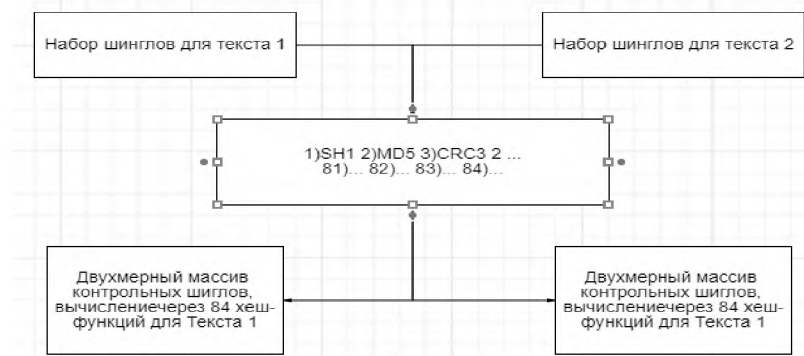 Набор шинглов для текста 1
Набор шинглов для текста 2
1)SH1 2)MD5 3)CRC3 2 ...
81)... 82)... 83)... 84)...
Двухмерный массив
контрольных шиглов,
вычислениечерез 84 хеш-
функций для Текста 1
Двухмерный массив
контрольных шиглов,
вычислениечерез 84 хеш-
функций для Текста 1